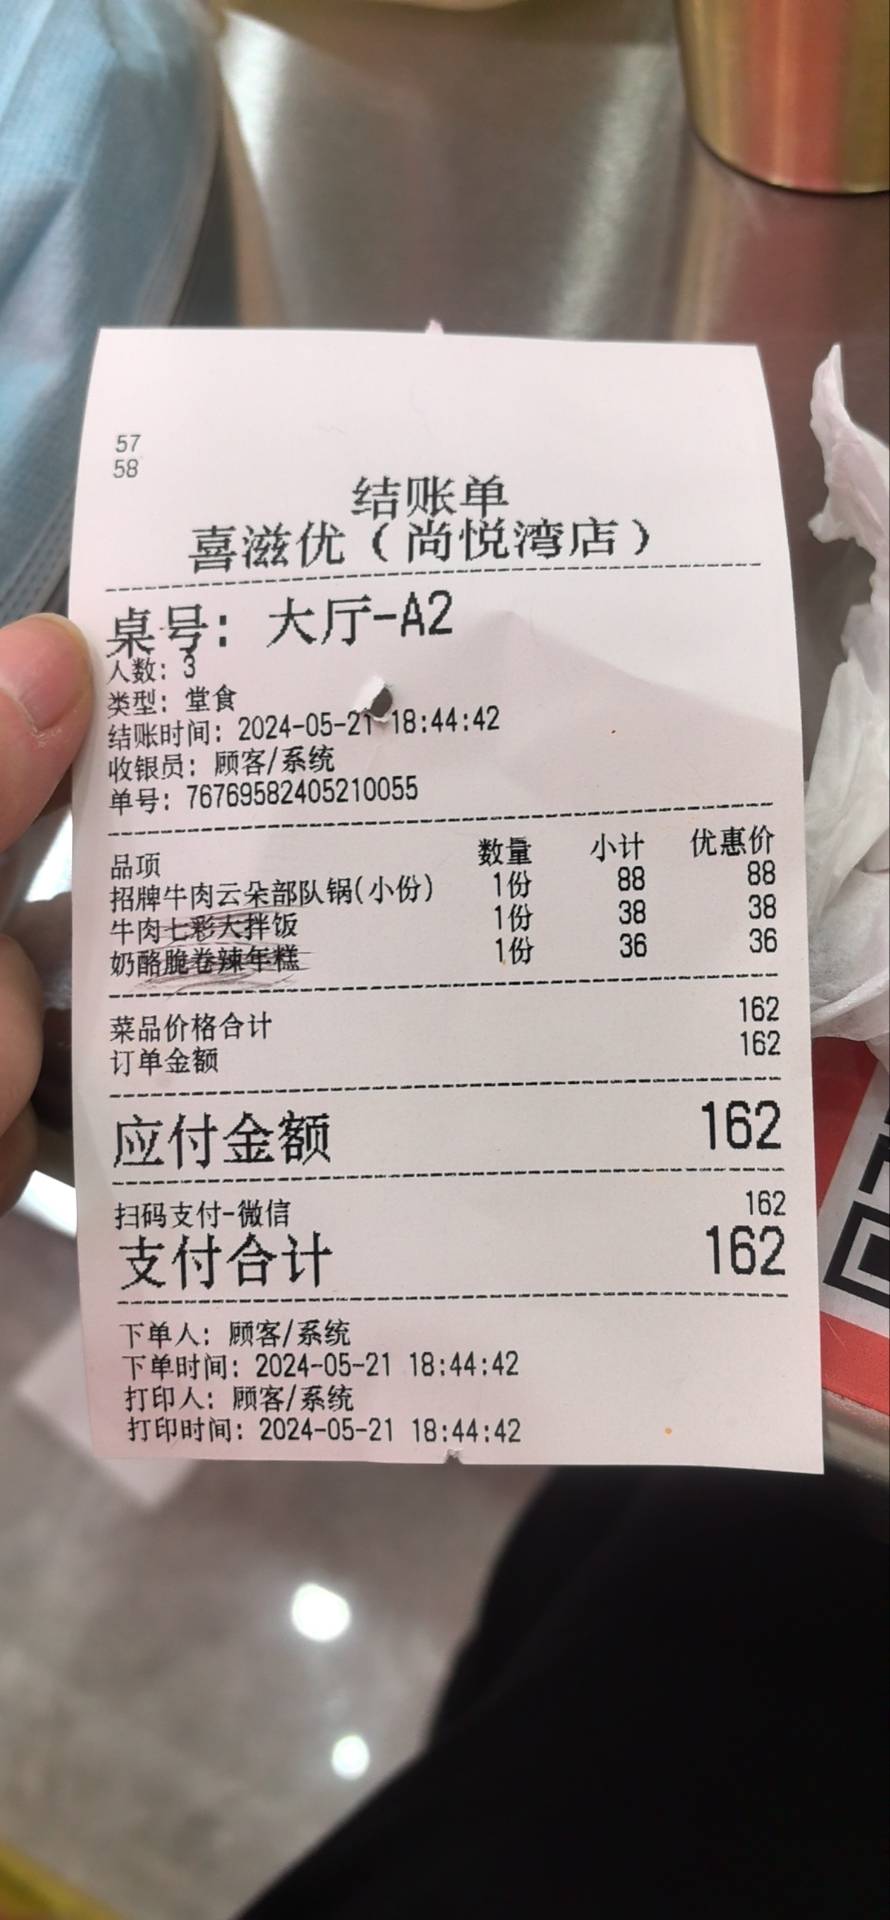 57
58
结账单
喜滋优（尚悦湾店）
桌号：大厅-A2
人数：3
类型：堂食
结账时间：2024-05-21 18:44:42
收银员：顾客/系统
单号：76769582405210055
品项 数量 小计 优惠价
招牌牛肉云朵部队锅(小份) 1份 88 88
牛肉七彩大拌饭 1份 38 38
奶酪脆卷辣年糕 1份 36 36
菜品价格合计 162
订单金额 162
应付金额 162
扫码支付-微信 162
支付合计 162
下单人：顾客/系统
下单时间：2024-05-21 18:44:42
打印人：顾客/系统
打印时间：2024-05-21 18:44:42